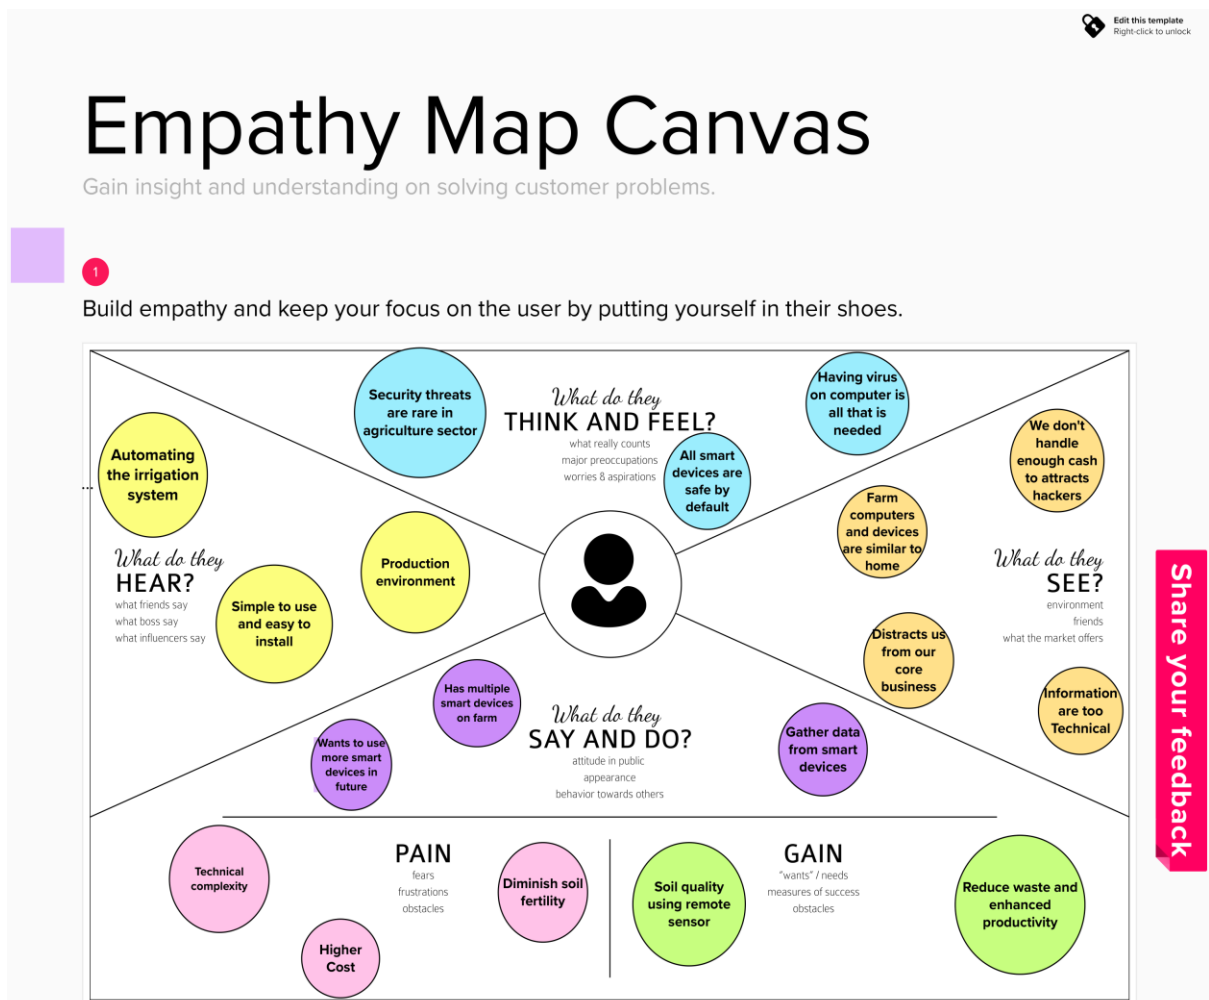 Edit this template
Right-click to unlock
Empathy Map Canvas
Gain insight and understanding on solving customer problems.
1
Build empathy and keep your focus on the user by putting yourself in their shoes.
Security threats
are rare in
agriculture sector
What do they
THINK AND FEEL?
what really counts
major preoccupations
worries & aspirations
All smart
devices are
safe by
default
Having virus
on computer is
all that is
needed
Automating
the irrigation
system
What do they
HEAR?
what friends say
what boss say
what influencers say
Simple to use
and easy to
install
Production
environment
We don't
handle
enough cash
to attracts
hackers
Farm
computers
and devices
are similar to
home
What do they
SEE?
environment
friends
what the market offers
Distracts us
from our
core
business
Information
are too
Technical
Has multiple
smart devices
on farm
Wants to use
more smart
devices in
future
What do they
SAY AND DO?
attitude in public
appearance
behavior towards others
Gather data
from smart
devices
PAIN
fears
frustrations
obstacles
Technical
complexity
Higher
Cost
Diminish soil
fertility
GAIN
"wants" / needs
measures of success
obstacles
Soil quality
using remote
sensor
Reduce waste and
enhanced
productivity
Share your feedback